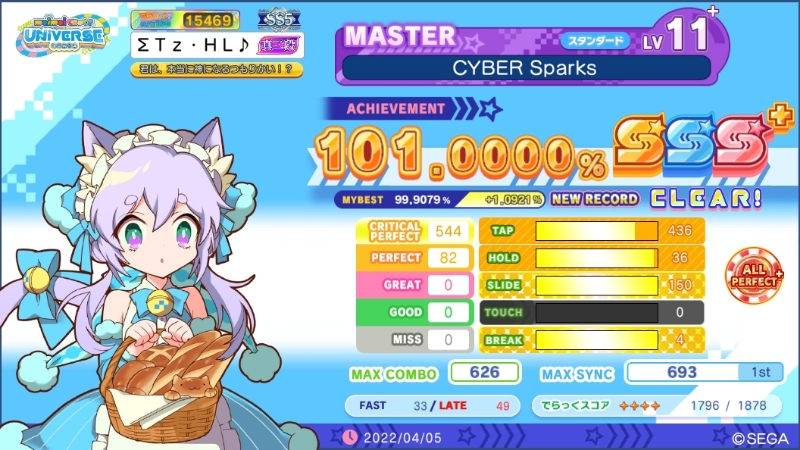 maimai でらっくす
UNiVERSE
15469
SS5
ΣTz・HL♪
真三段
君は、本当に神になるつもりかい！？
MASTER
スタンダード
LV 11+
CYBER Sparks
ACHIEVEMENT
101.0000%
SSS+
MYBEST 99,9079% +1.0921% NEW RECORD CLEAR!
CRITICAL PERFECT 544
PERFECT 82
GREAT 0
GOOD 0
MISS 0
TAP 436
HOLD 36
SLIDE 150
TOUCH 0
BREAK 4
ALL PERFECT+
MAX COMBO 626
MAX SYNC 693 1st
FAST 33 / LATE 49
でらっくスコア ✦✦✦✦ 1796 / 1878
2022/04/05
©SEGA